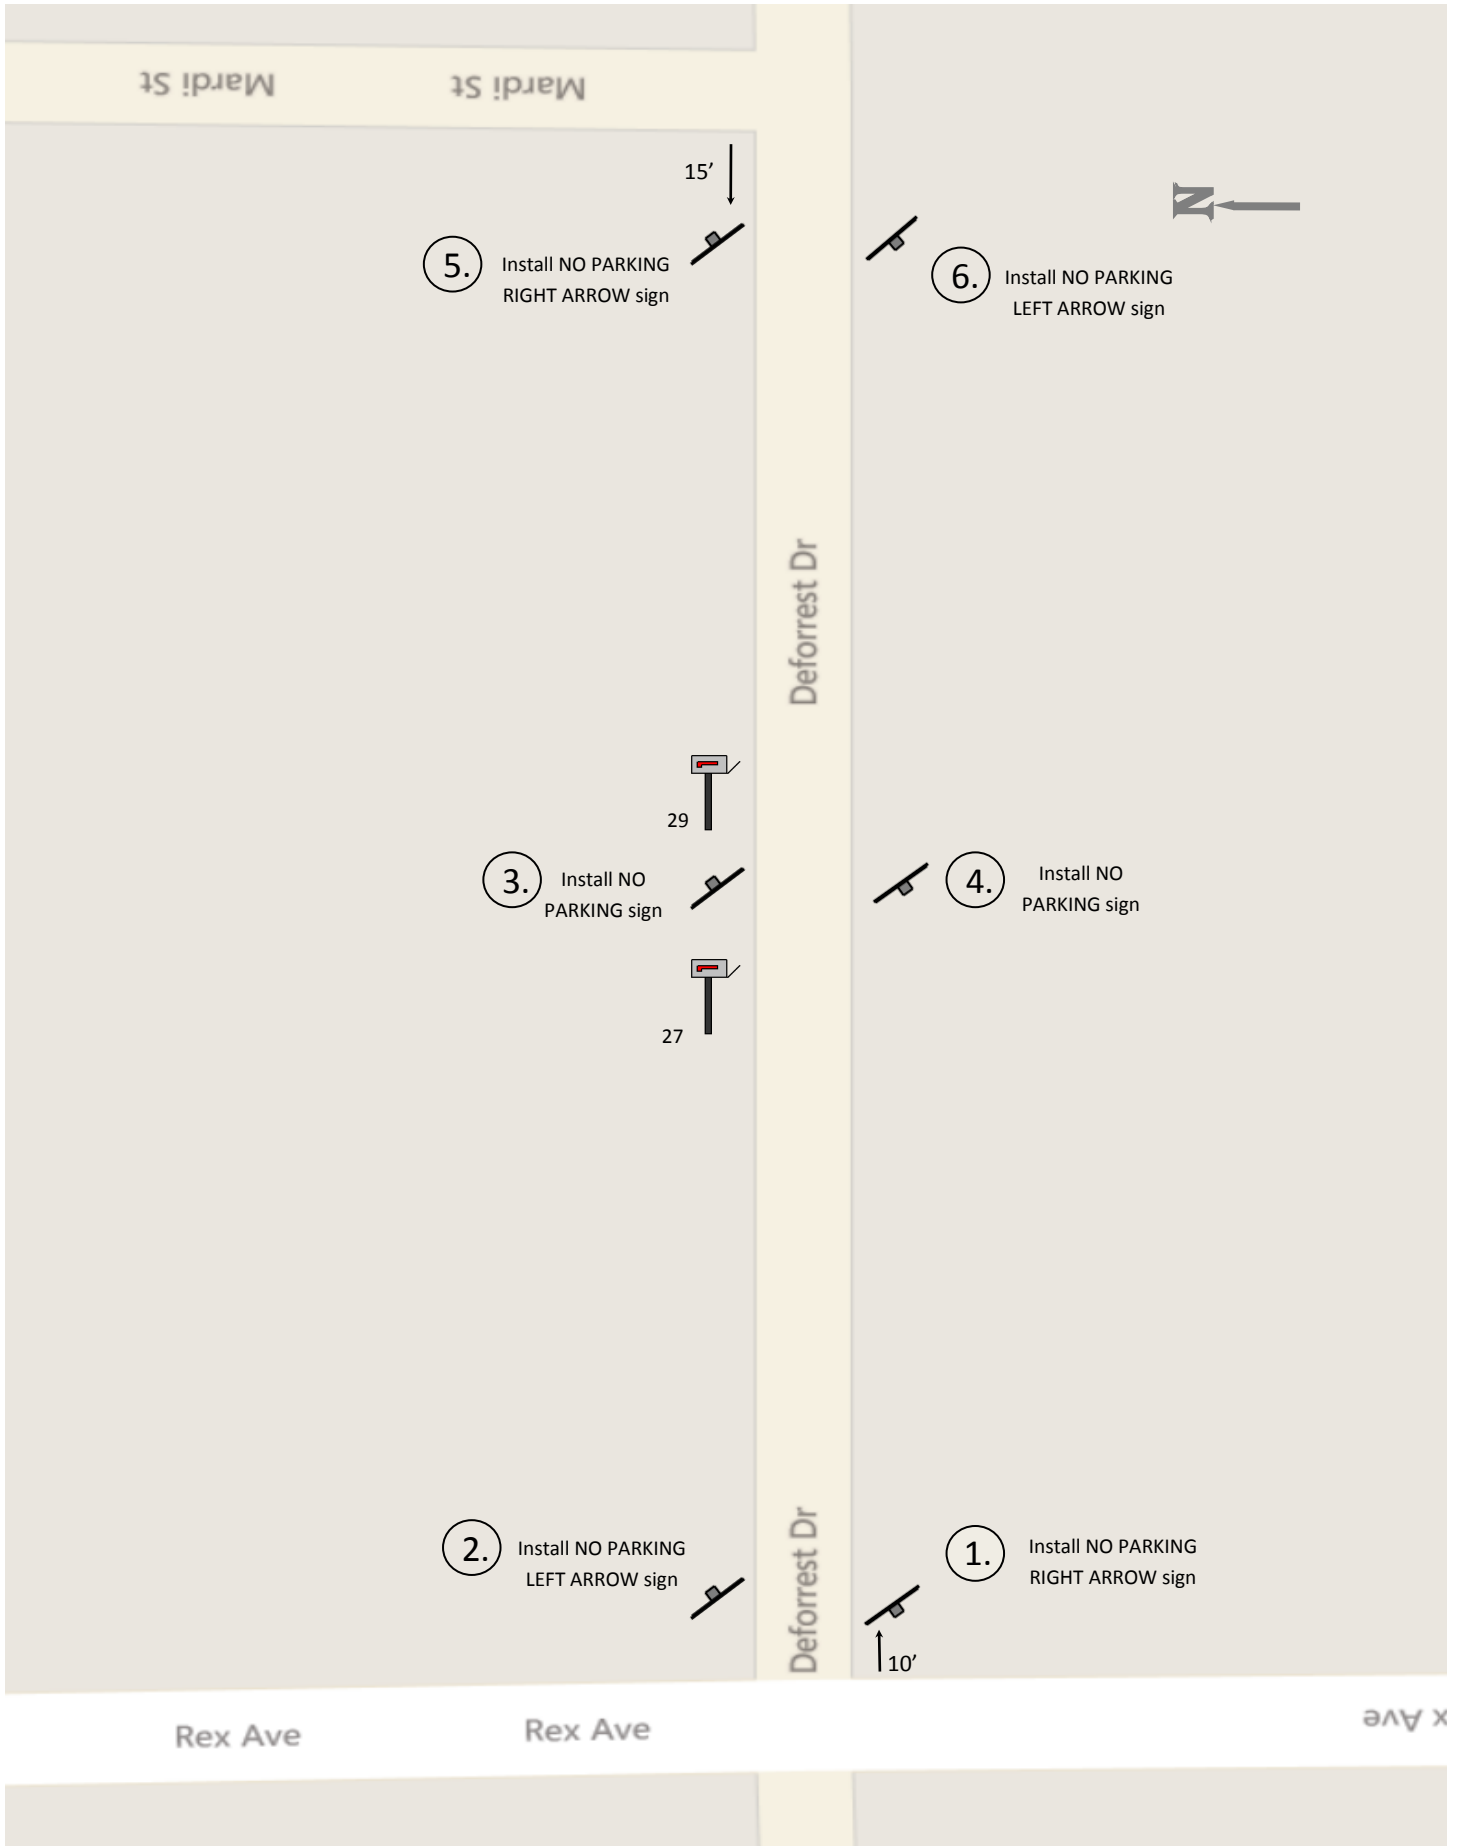 Mardi St
Mardi St
15’
N
5.
Install NO PARKING
RIGHT ARROW sign
6.
Install NO PARKING
LEFT ARROW sign
Deforrest Dr
29
3.
Install NO
PARKING sign
4.
Install NO
PARKING sign
27
2.
Install NO PARKING
LEFT ARROW sign
1.
Install NO PARKING
RIGHT ARROW sign
Deforrest Dr
10’
Rex Ave
Rex Ave
x Ave